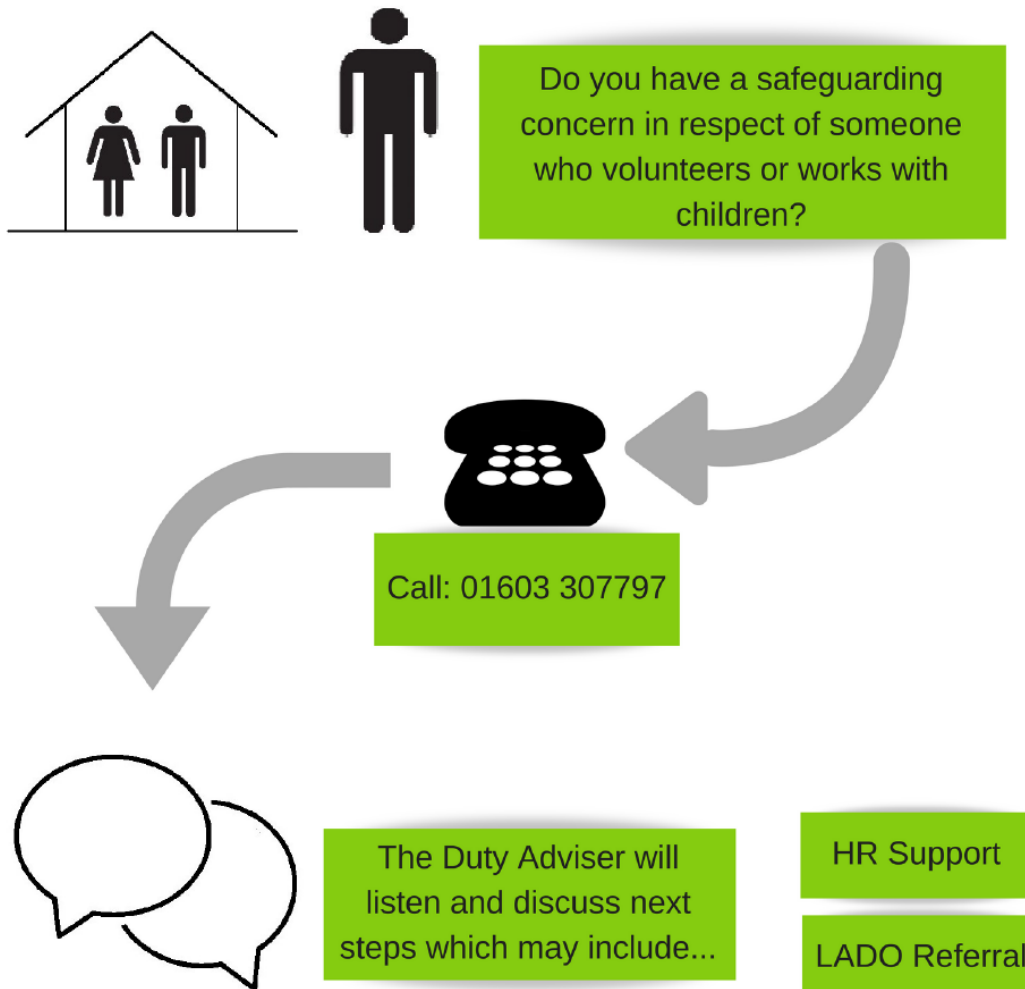 Do you have a safeguarding
concern in respect of someone
who volunteers or works with
children?
Call: 01603 307797
The Duty Adviser will
listen and discuss next
steps which may include...
HR Support
LADO Referral